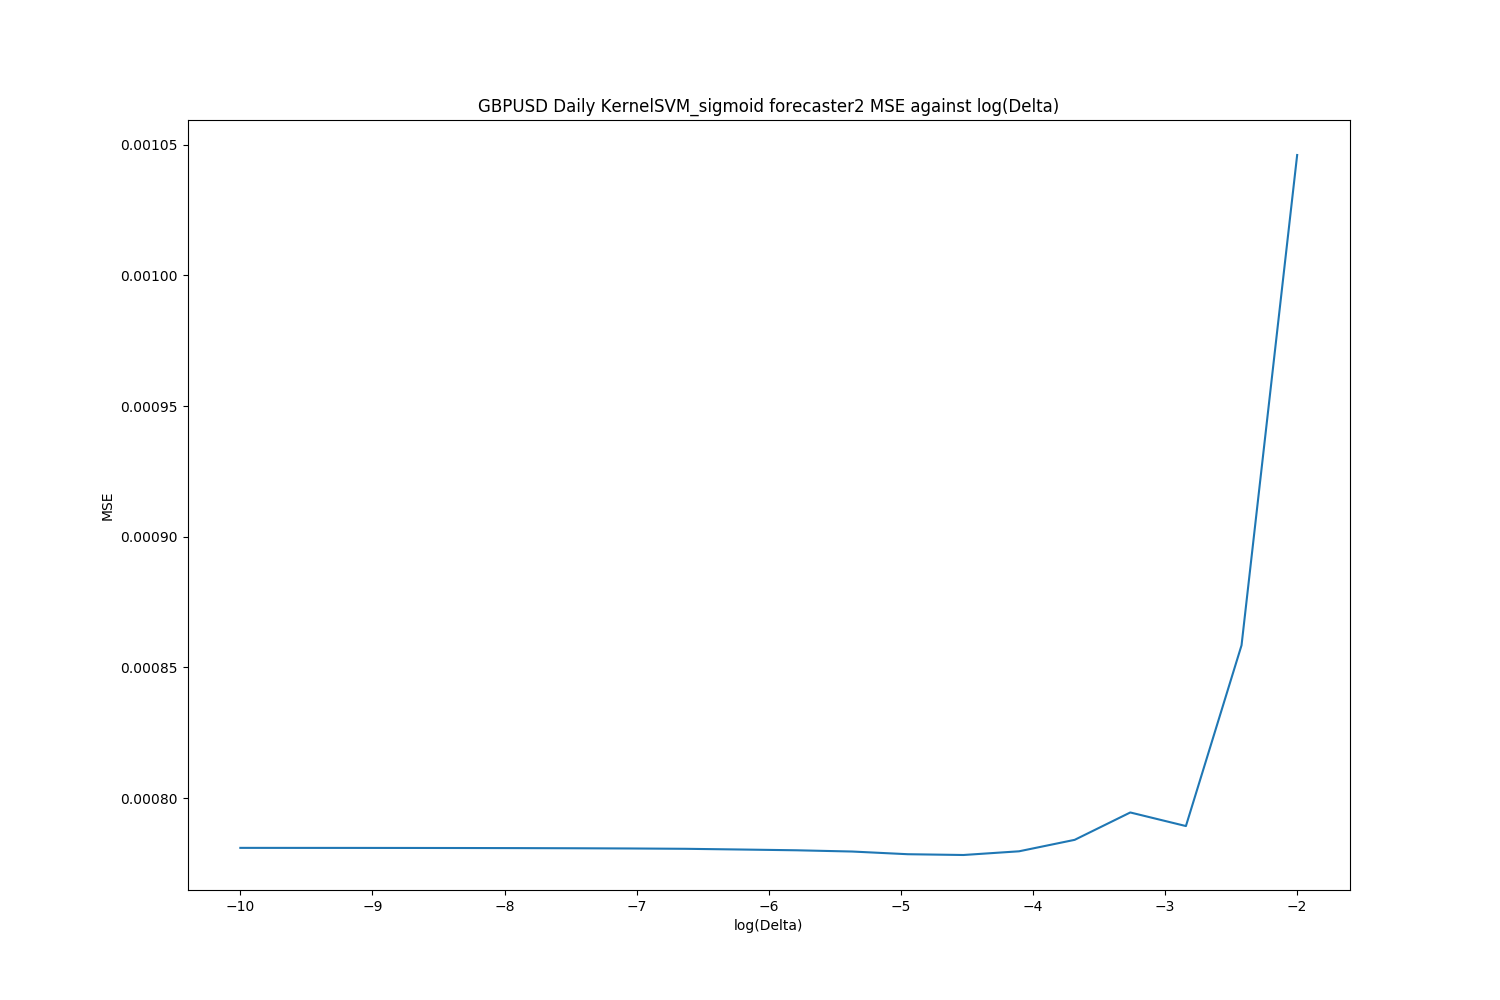 GBPUSD Daily KernelSVM_sigmoid forecaster2 MSE against log(Delta)
0.00105
0.00100
0.00095
0.00090
0.00085
0.00080
MSE
−10 −9 −8 −7 −6 −5 −4 −3 −2
log(Delta)